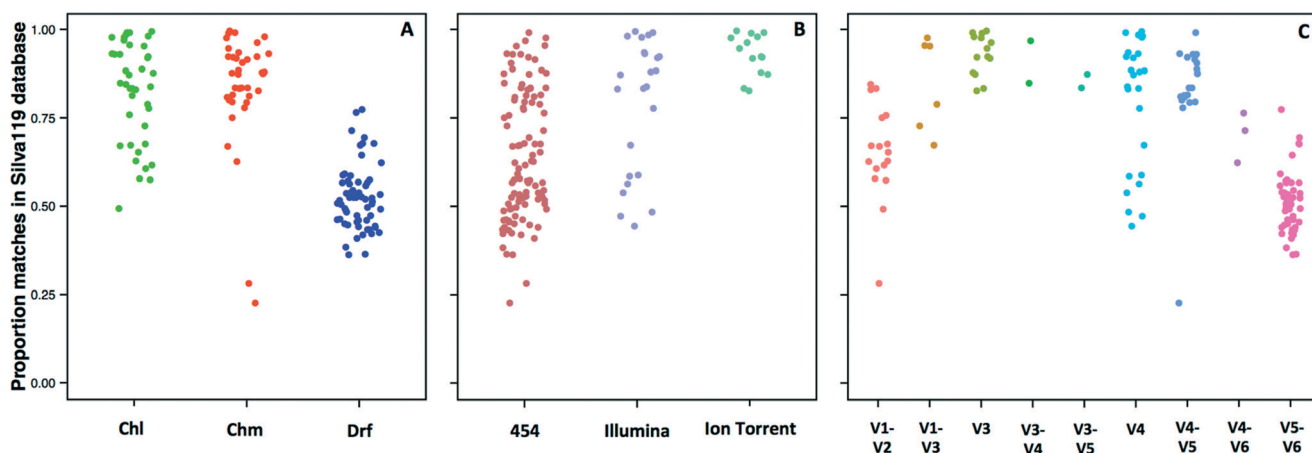 Proportion matches in Silva119 database
1.00
0.75
0.50
0.25
0.00
A
Chl Chm Drf
B
454 Illumina Ion Torrent
C
V1-V2 V1-V3 V3 V3-V4 V3-V5 V4 V4-V5 V4-V6 V5-V6